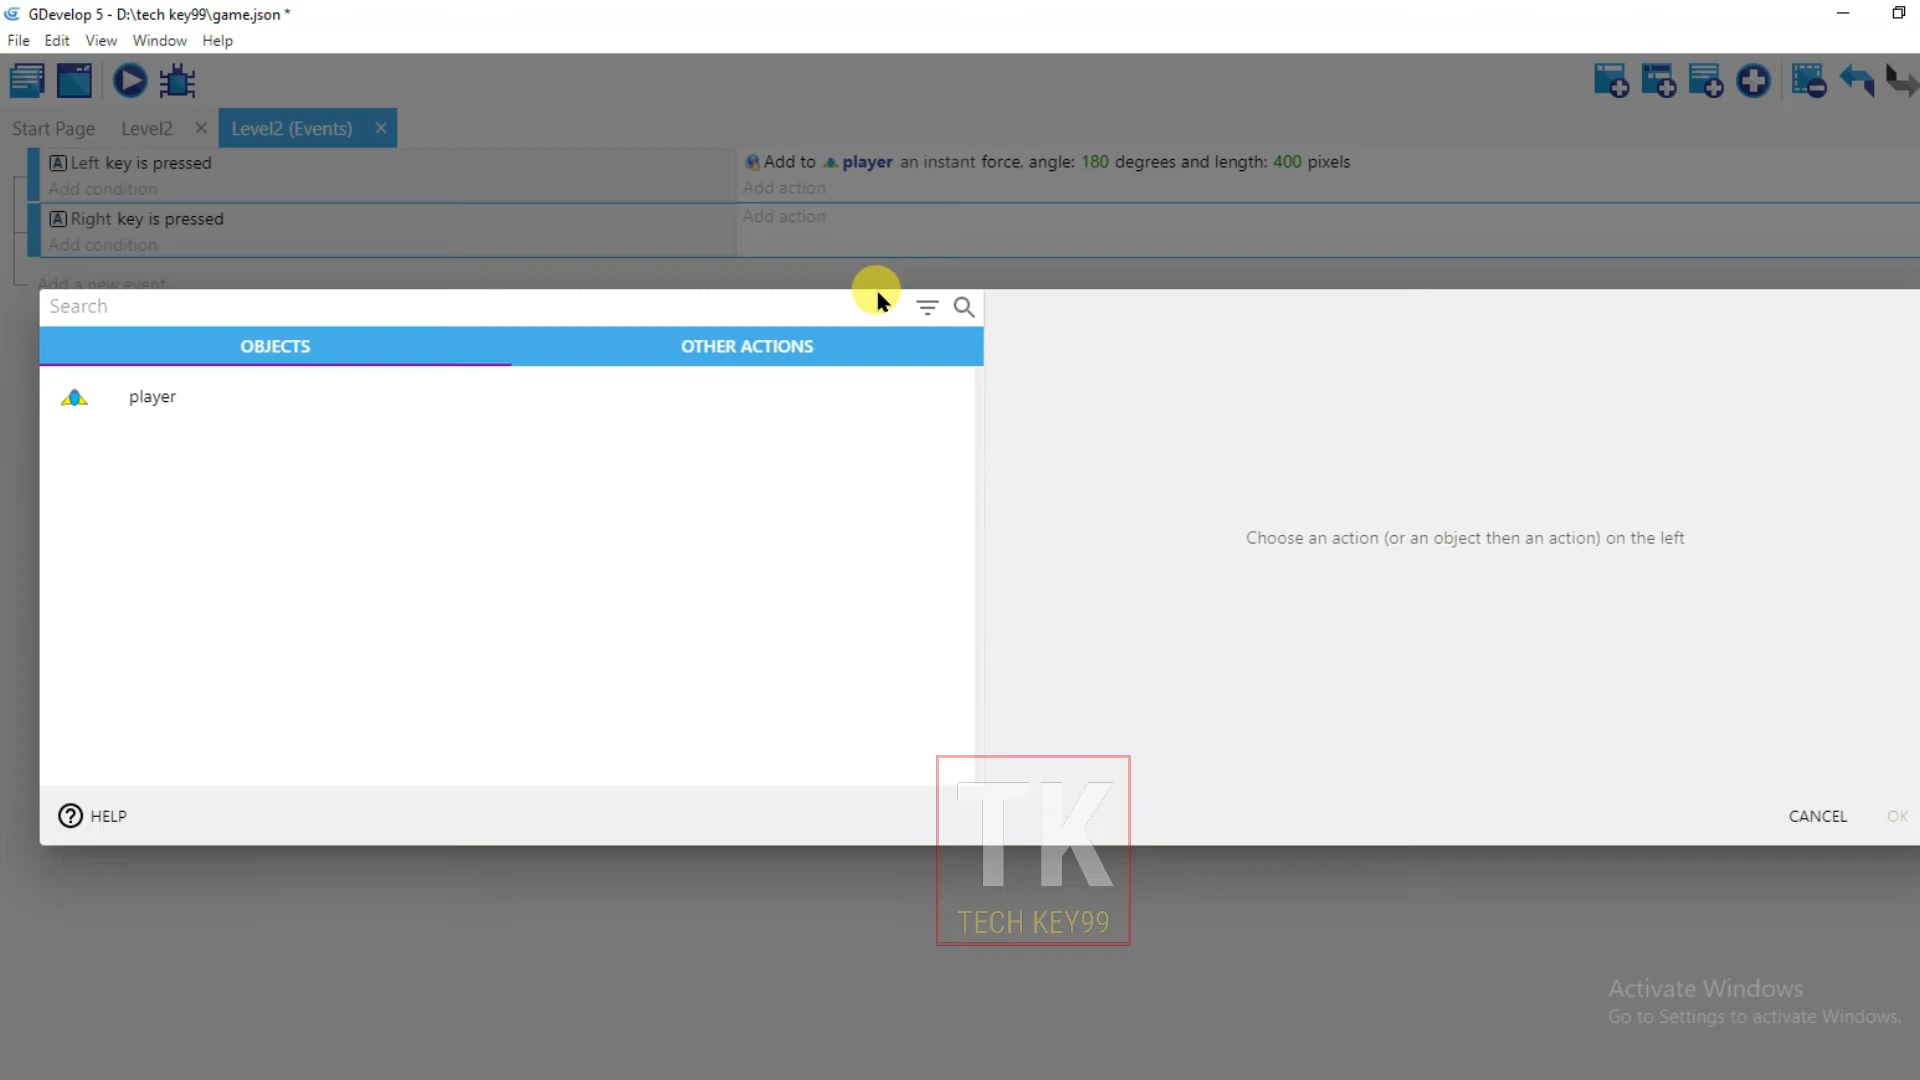 GDevelop 5 - D:\tech key99\game.json *
File Edit View Window Help
Start Page Level2 Level2 (Events)
Left key is pressed
Add to player an instant force, angle: 180 degrees and length: 400 pixels
Add condition
Add action
Right key is pressed
Add action
Add condition
Add a new event
Search
OBJECTS OTHER ACTIONS
player
Choose an action (or an object then an action) on the left
HELP
CANCEL OK
TK
TECH KEY99
Activate Windows
Go to Settings to activate Windows.